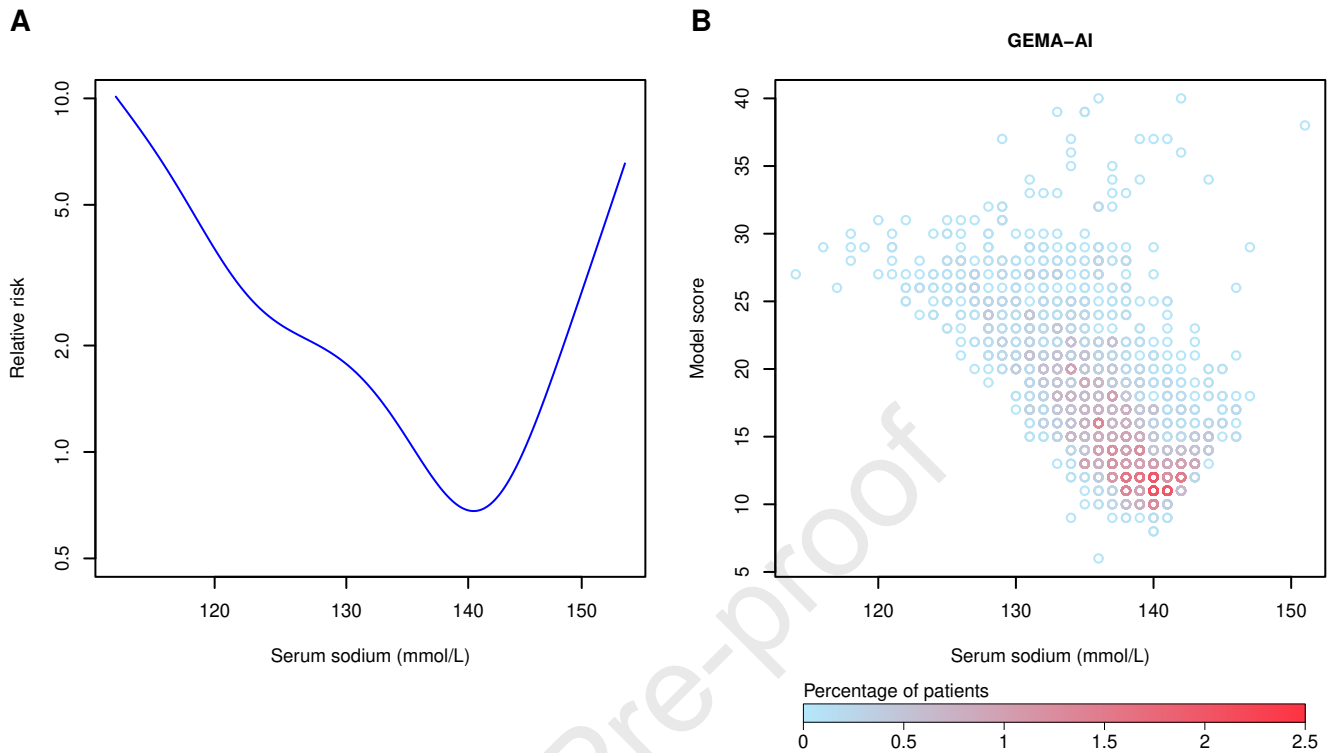 A
10.0
5.0
2.0
1.0
0.5
Relative risk
120 130 140 150
Serum sodium (mmol/L)
B
GEMA−AI
40
35
30
25
20
15
10
5
Model score
120 130 140 150
Serum sodium (mmol/L)
Percentage of patients
0 0.5 1 1.5 2 2.5
Pre-proof